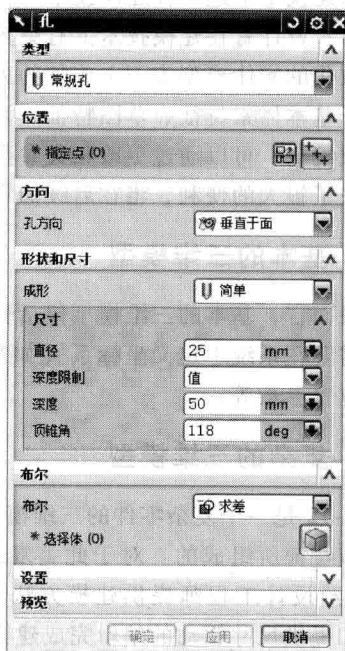 孔
类型
常规孔
位置
* 指定点 (0)
方向
孔方向 垂直于面
形状和尺寸
成形 简单
尺寸
直径 25 mm
深度限制 值
深度 50 mm
顶锥角 118 deg
布尔
布尔 求差
* 选择体 (0)
设置
预览
确定 应用 取消